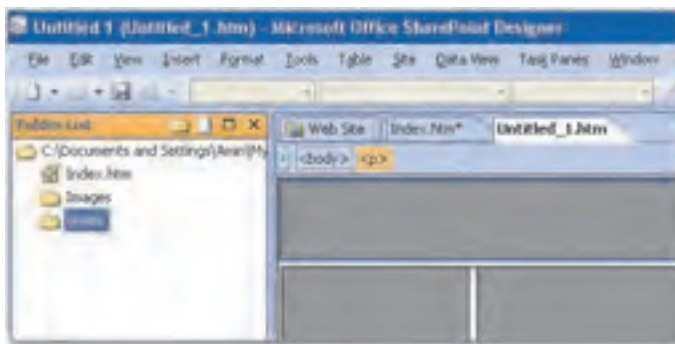 Untitled 1 (Untitled_1.htm) - Microsoft Office SharePoint Designer
File Edit View Insert Format Tools Table Site Data View Task Panes Window
Folder List
Web Site Index.htm* Untitled_1.htm
C:\Documents and Settings\ \My
<body> <p>
Index.htm
Images